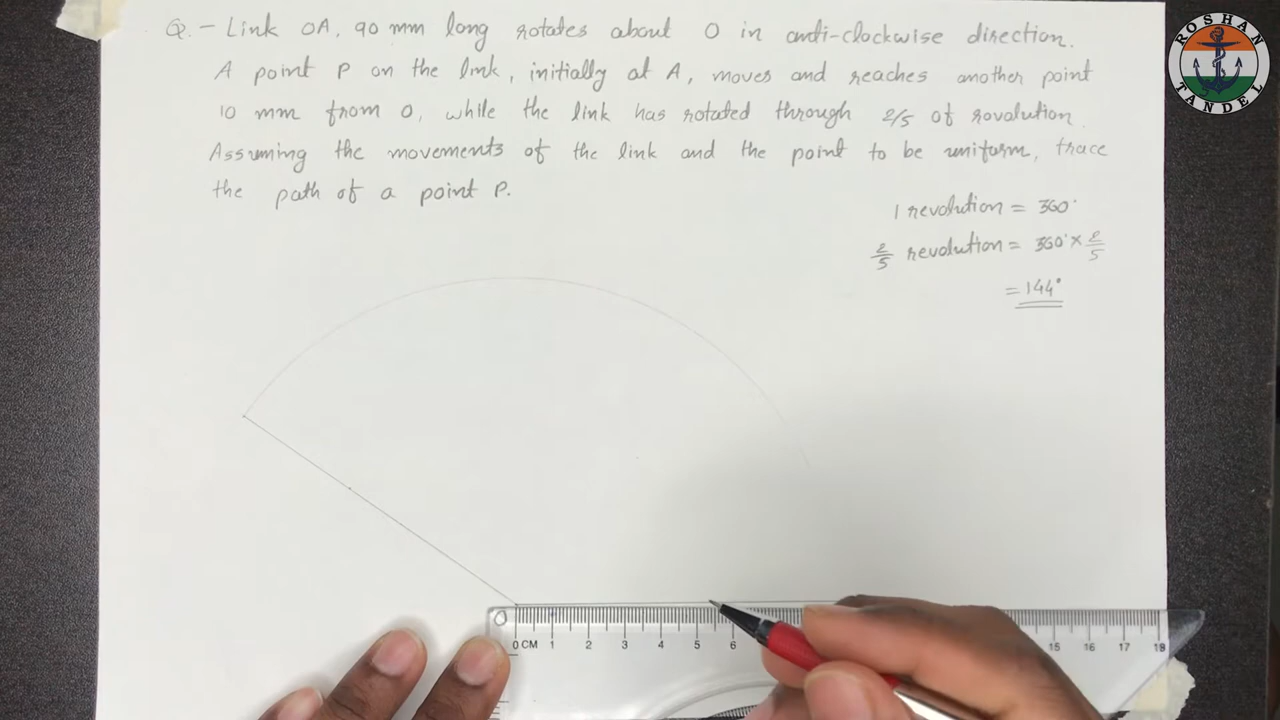 Q. - Link OA, 90 mm long rotates about O in anti-clockwise direction.
A point P on the link, initially at A, moves and reaches another point
10 mm from O, while the link has rotated through 2/5 of rovolution.
Assuming the movements of the link and the point to be uniform, trace
the path of a point P.
1 revolution = 360°
2/5 revolution = 360° × 2/5
= 144°
ROSHAN
TANDEL
0 CM 1 2 3 4 5 6 15 16 17 18